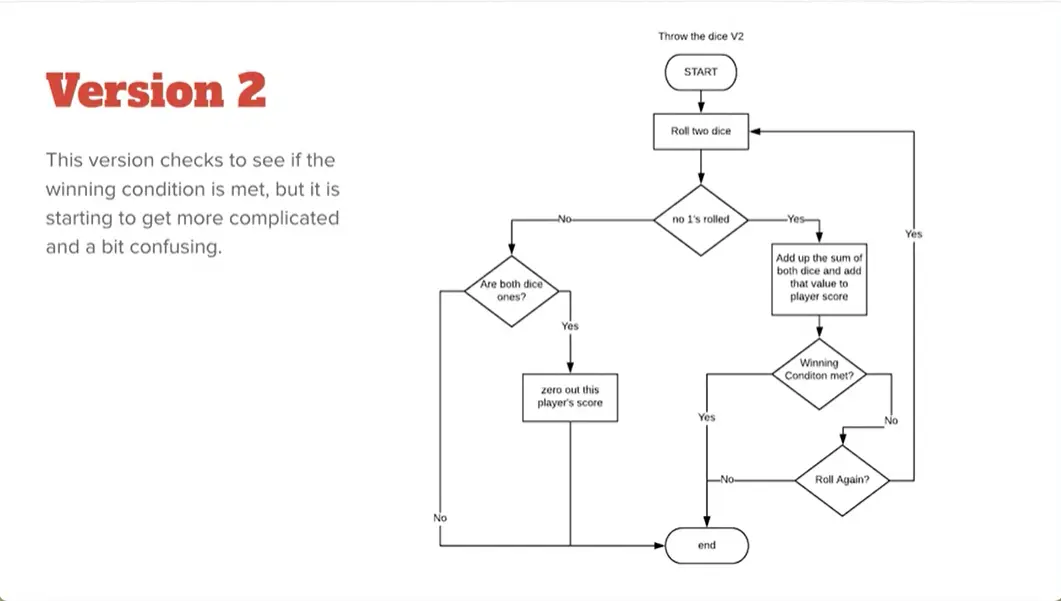 Version 2
This version checks to see if the
winning condition is met, but it is
starting to get more complicated
and a bit confusing.
Throw the dice V2
START
Roll two dice
no 1's rolled
No
Yes
Are both dice
ones?
Yes
zero out this
player's score
No
Add up the sum of
both dice and add
that value to
player score
Winning
Conditon met?
Yes
No
Roll Again?
No
Yes
end